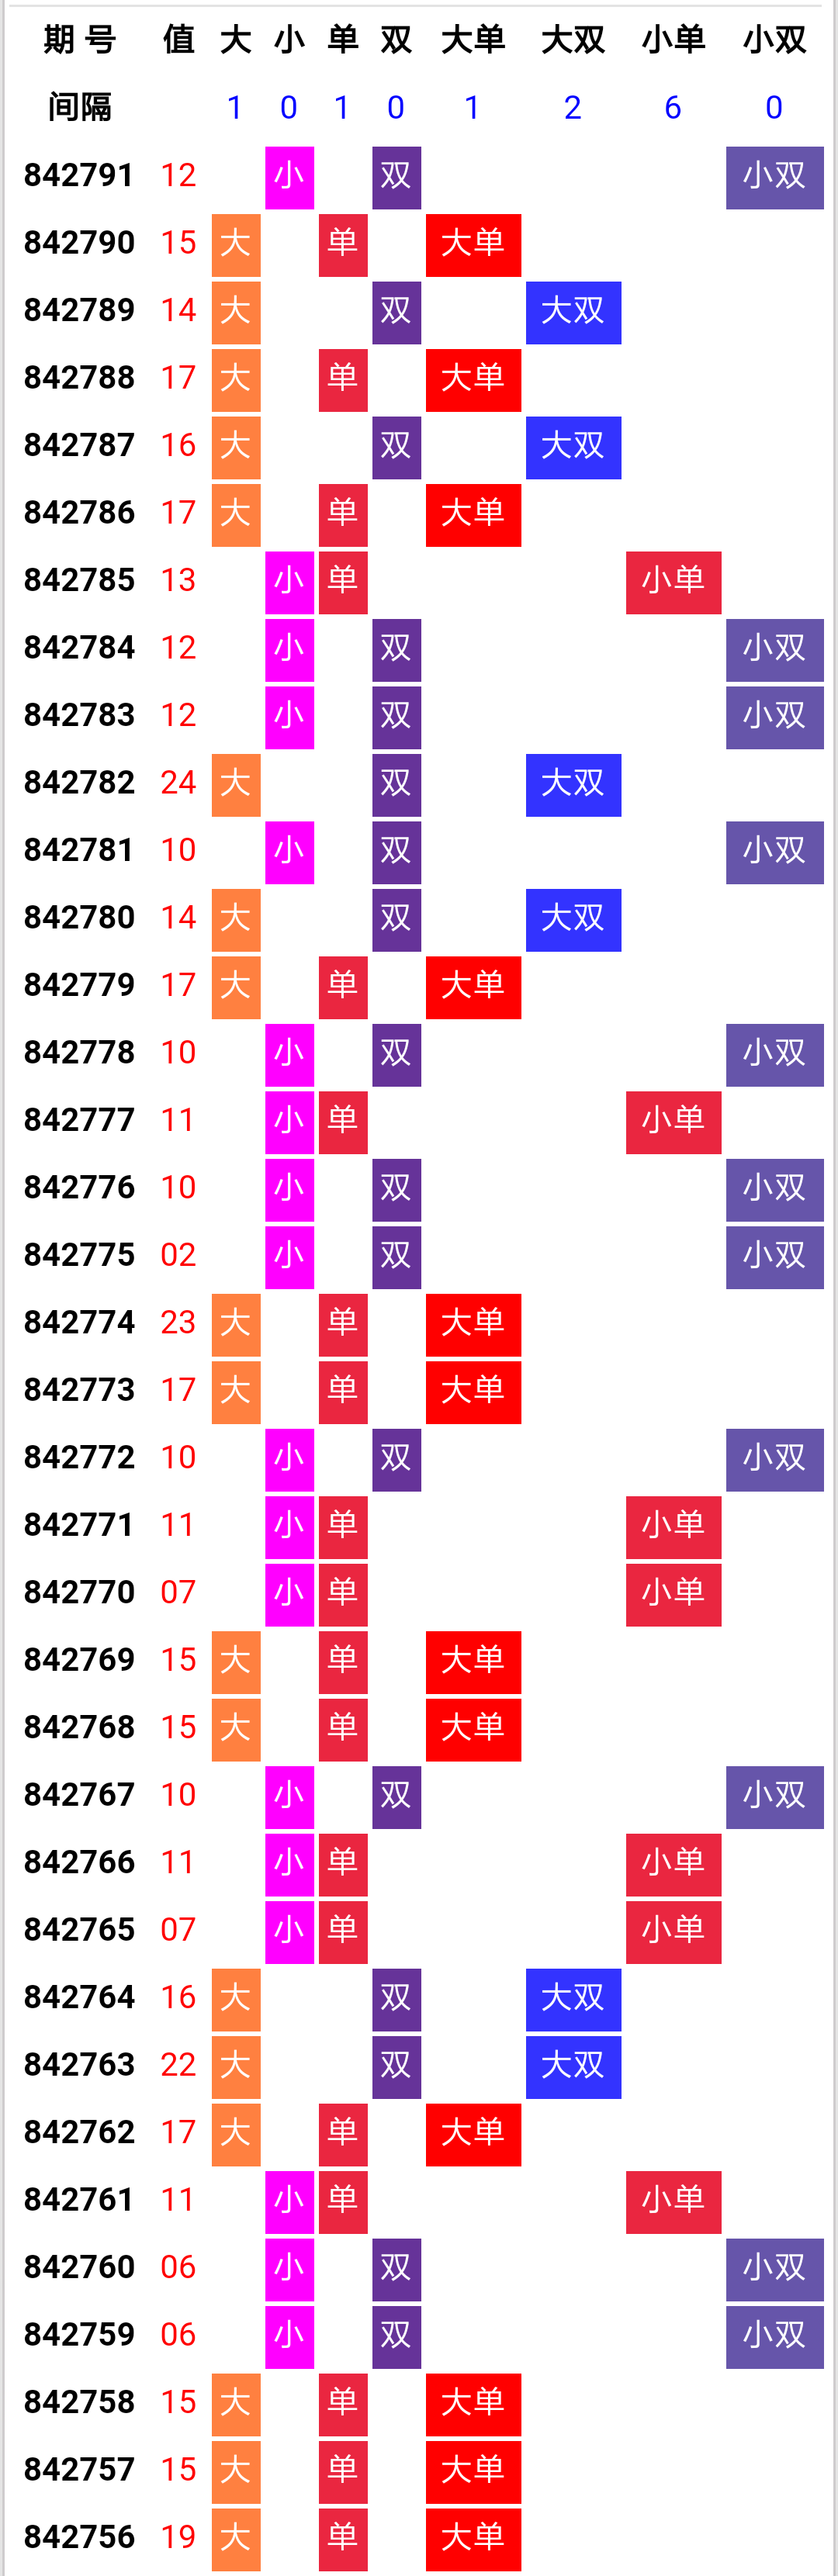 期 号 值 大 小 单 双 大单 大双 小单 小双
间隔 1 0 1 0 1 2 6 0
842791 12 小 双 小双
842790 15 大 单 大单
842789 14 大 双 大双
842788 17 大 单 大单
842787 16 大 双 大双
842786 17 大 单 大单
842785 13 小 单 小单
842784 12 小 双 小双
842783 12 小 双 小双
842782 24 大 双 大双
842781 10 小 双 小双
842780 14 大 双 大双
842779 17 大 单 大单
842778 10 小 双 小双
842777 11 小 单 小单
842776 10 小 双 小双
842775 02 小 双 小双
842774 23 大 单 大单
842773 17 大 单 大单
842772 10 小 双 小双
842771 11 小 单 小单
842770 07 小 单 小单
842769 15 大 单 大单
842768 15 大 单 大单
842767 10 小 双 小双
842766 11 小 单 小单
842765 07 小 单 小单
842764 16 大 双 大双
842763 22 大 双 大双
842762 17 大 单 大单
842761 11 小 单 小单
842760 06 小 双 小双
842759 06 小 双 小双
842758 15 大 单 大单
842757 15 大 单 大单
842756 19 大 单 大单